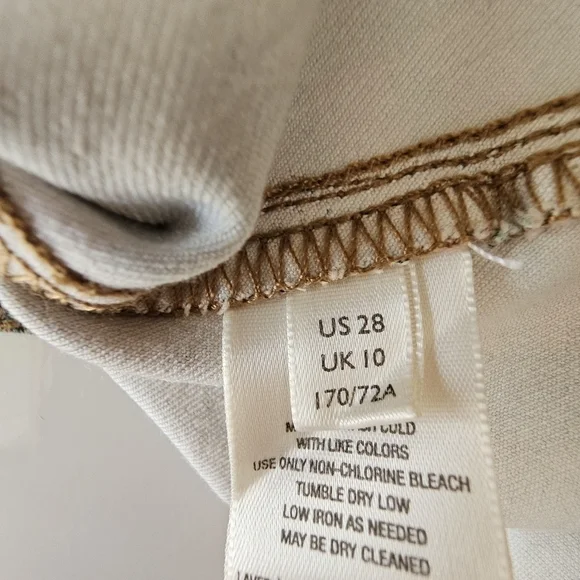 US 28
UK 10
170/72A
COLD
WITH LIKE COLORS
USE ONLY NON-CHLORINE BLEACH
TUMBLE DRY LOW
LOW IRON AS NEEDED
MAY BE DRY CLEANED